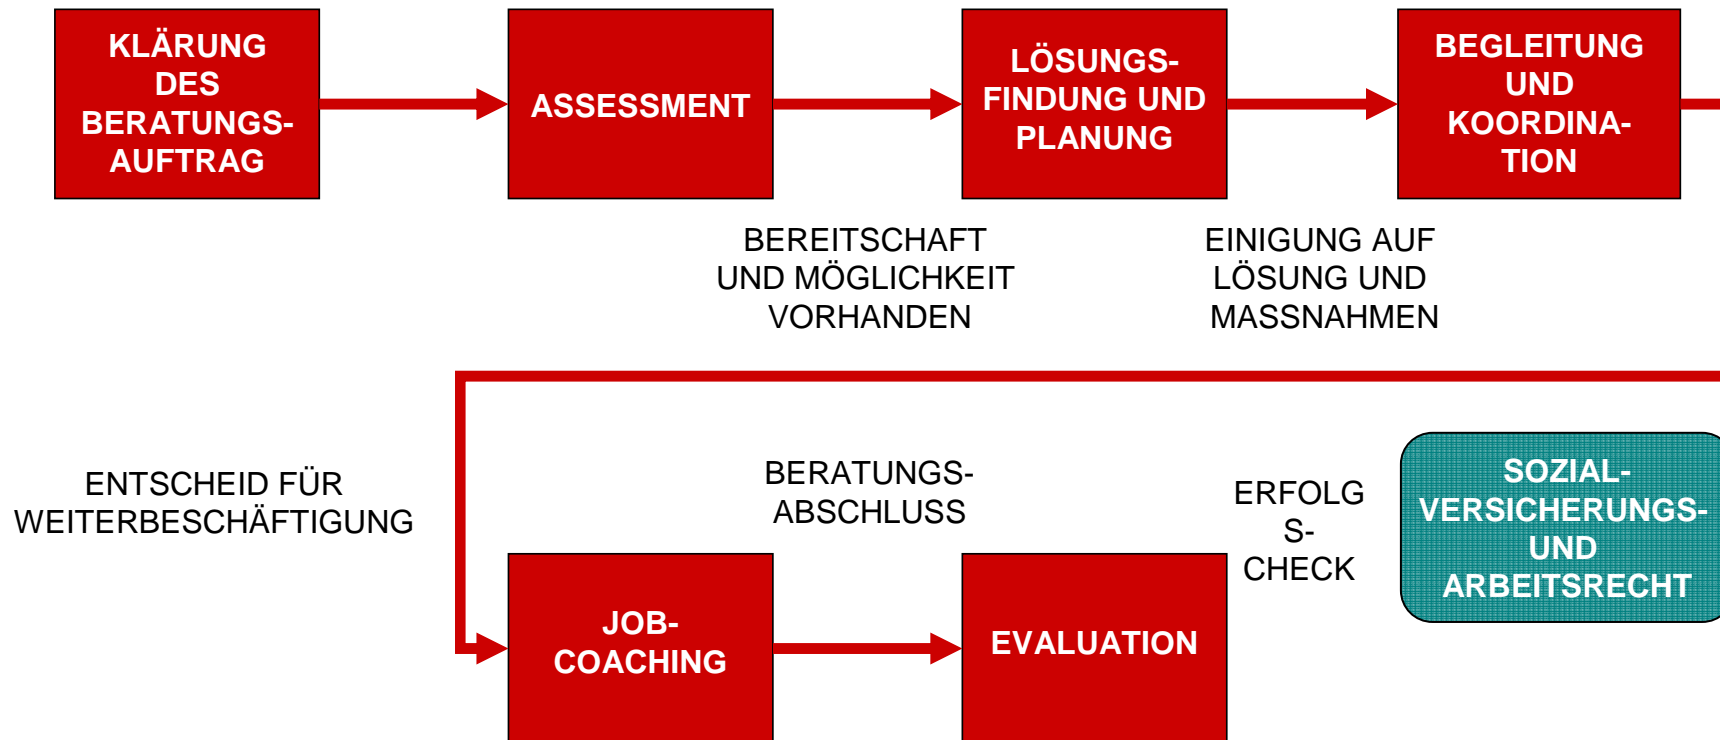 KLÄRUNG
DES
BERATUNGS-
AUFTRAG
ASSESSMENT
LÖSUNGS-
FINDUNG UND
PLANUNG
BEGLEITUNG
UND
KOORDINA-
TION
BEREITSCHAFT
UND MÖGLICHKEIT
VORHANDEN
EINIGUNG AUF
LÖSUNG UND
MASSNAHMEN
ENTSCHEID FÜR
WEITERBESCHÄFTIGUNG
BERATUNGS-
ABSCHLUSS
ERFOLG
S-
CHECK
SOZIAL-
VERSICHERUNGS-
UND
ARBEITSRECHT
JOB-
COACHING
EVALUATION